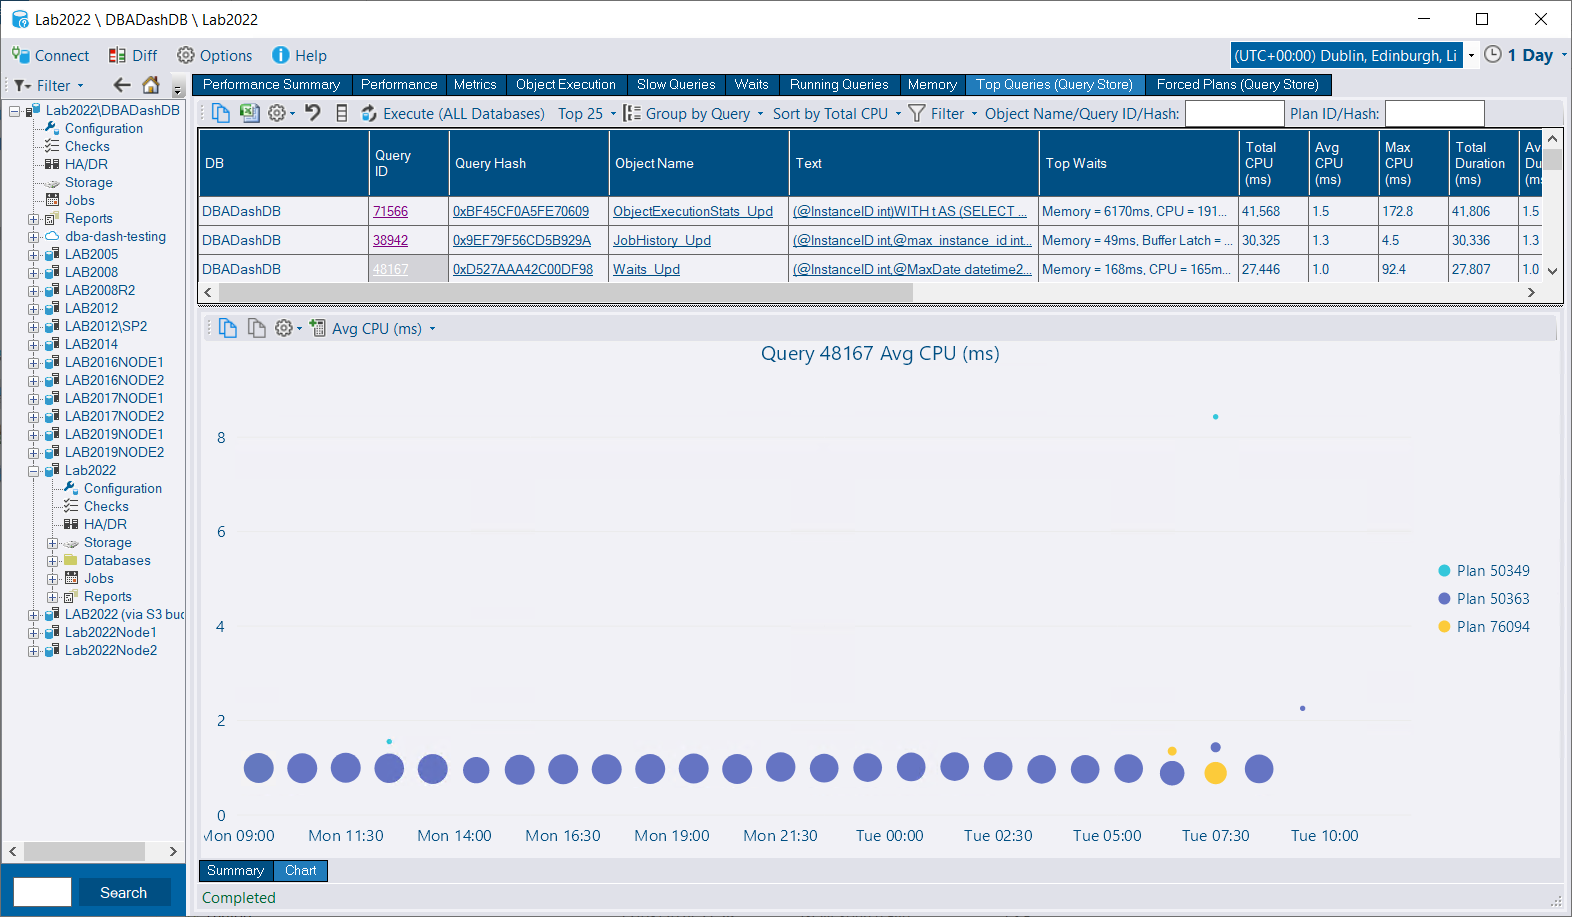 Lab2022 \ DBADashDB \ Lab2022
Connect Diff Options Help
(UTC+00:00) Dublin, Edinburgh, Li 1 Day
Filter
Performance Summary Performance Metrics Object Execution Slow Queries Waits Running Queries Memory Top Queries (Query Store) Forced Plans (Query Store)
Execute (ALL Databases) Top 25 Group by Query Sort by Total CPU Filter Object Name/Query ID/Hash: Plan ID/Hash:
Lab2022\DBADashDB
Configuration
Checks
HA/DR
Storage
Jobs
Reports
dba-dash-testing
LAB2005
LAB2008
LAB2008R2
LAB2012
LAB2012\SP2
LAB2014
LAB2016NODE1
LAB2016NODE2
LAB2017NODE1
LAB2017NODE2
LAB2019NODE1
LAB2019NODE2
Lab2022
Configuration
Checks
HA/DR
Storage
Databases
Jobs
Reports
LAB2022 (via S3 buc
Lab2022Node1
Lab2022Node2
Search
DB Query ID Query Hash Object Name Text Top Waits Total CPU (ms) Avg CPU (ms) Max CPU (ms) Total Duration (ms) Av Du (ms
DBADashDB 71566 0xBF45CF0A5FE70609 ObjectExecutionStats_Upd (@InstanceID int)WITH t AS (SELECT ... Memory = 6170ms, CPU = 191... 41,568 1.5 172.8 41,806 1.5
DBADashDB 38942 0x9EF79F56CD5B929A JobHistory_Upd (@InstanceID int,@max_instance_id int... Memory = 49ms, Buffer Latch = ... 30,325 1.3 4.5 30,336 1.3
DBADashDB 48167 0xD527AAA42C00DF98 Waits_Upd (@InstanceID int,@MaxDate datetime2... Memory = 168ms, CPU = 165m... 27,446 1.0 92.4 27,807 1.0
Avg CPU (ms)
Query 48167 Avg CPU (ms)
8
6
4
2
0
Mon 09:00 Mon 11:30 Mon 14:00 Mon 16:30 Mon 19:00 Mon 21:30 Tue 00:00 Tue 02:30 Tue 05:00 Tue 07:30 Tue 10:00
Plan 50349
Plan 50363
Plan 76094
Summary Chart
Completed